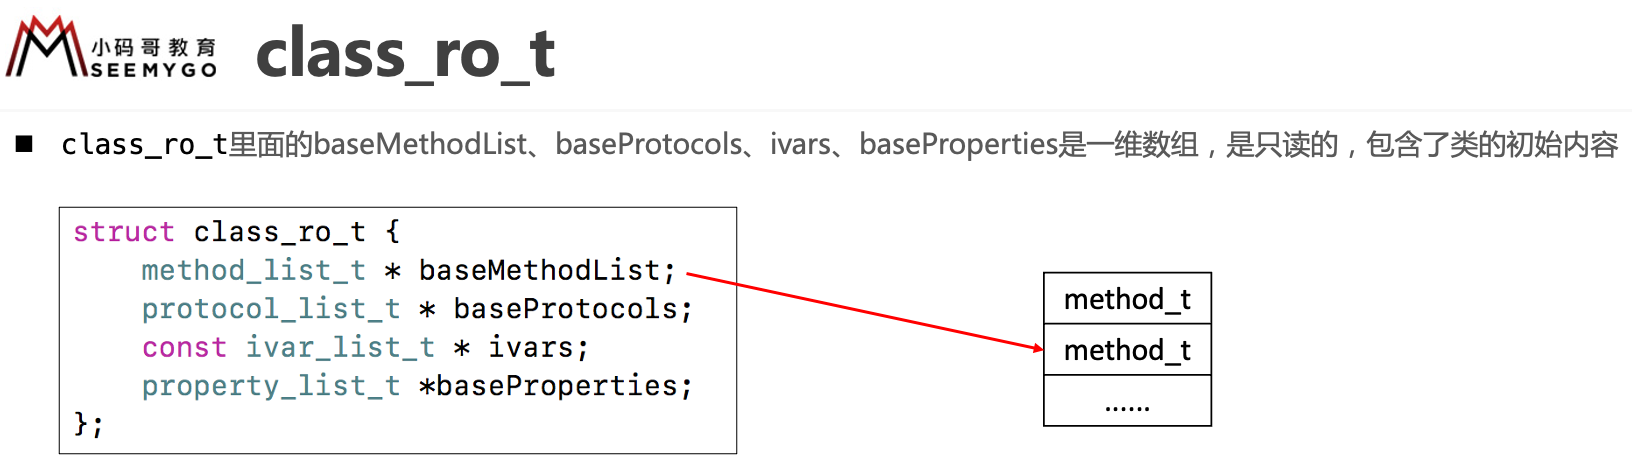 小码哥教育
SEEMYGO
class_ro_t
■ class_ro_t里面的baseMethodList、baseProtocols、ivars、baseProperties是一维数组，是只读的，包含了类的初始内容
struct class_ro_t {
    method_list_t * baseMethodList;
    protocol_list_t * baseProtocols;
    const ivar_list_t * ivars;
    property_list_t *baseProperties;
};
method_t
method_t
......